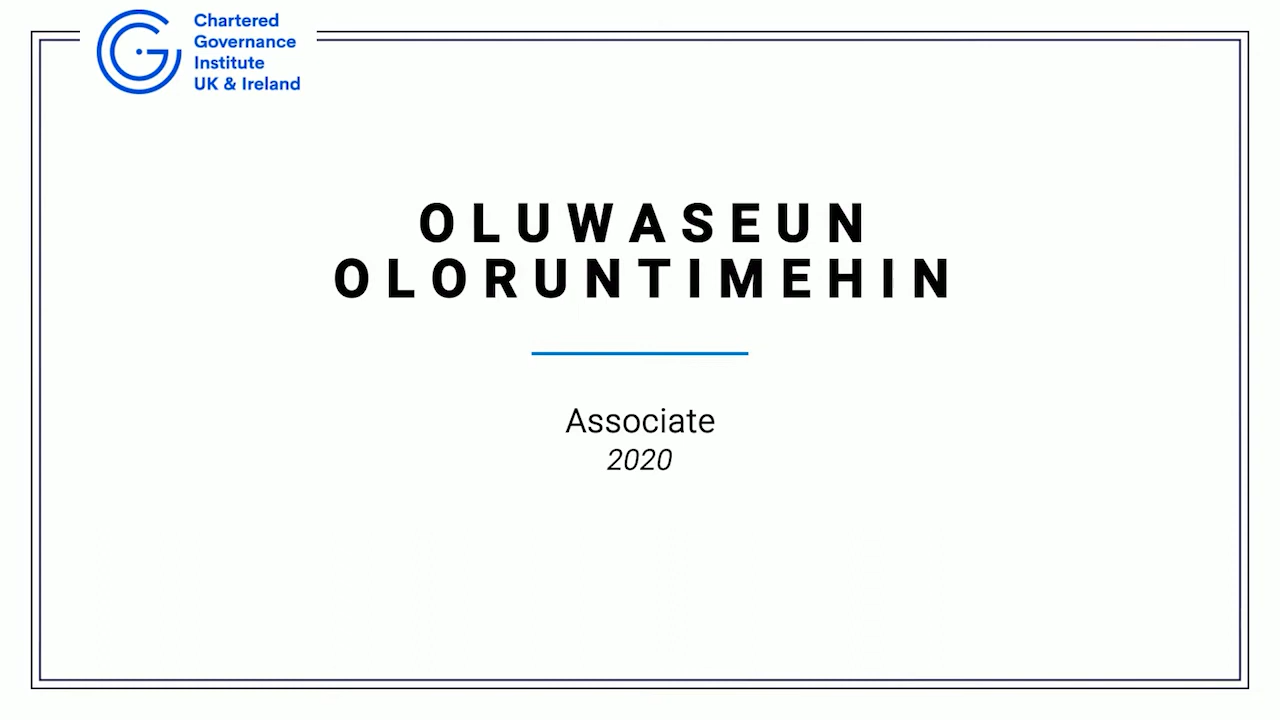 Chartered
Governance
Institute
UK & Ireland
OLUWASEUN
OLORUNTIMEHIN
Associate
2020